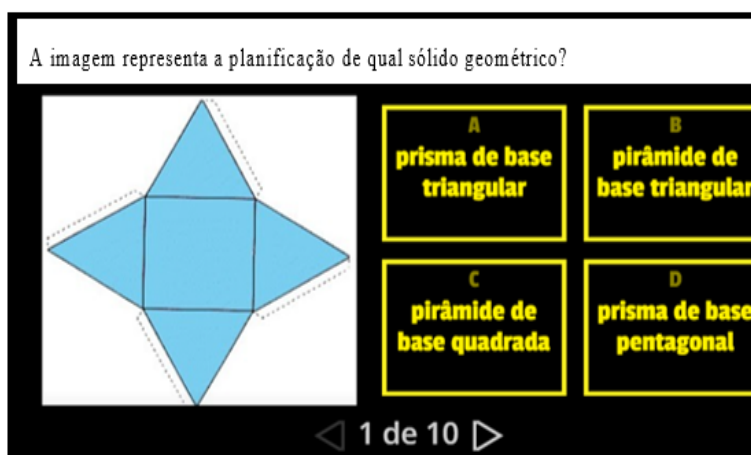 A imagem representa a planificação de qual sólido geométrico?
A
prisma de base
triangular
B
pirâmide de
base triangular
C
pirâmide de
base quadrada
D
prisma de base
pentagonal
1 de 10